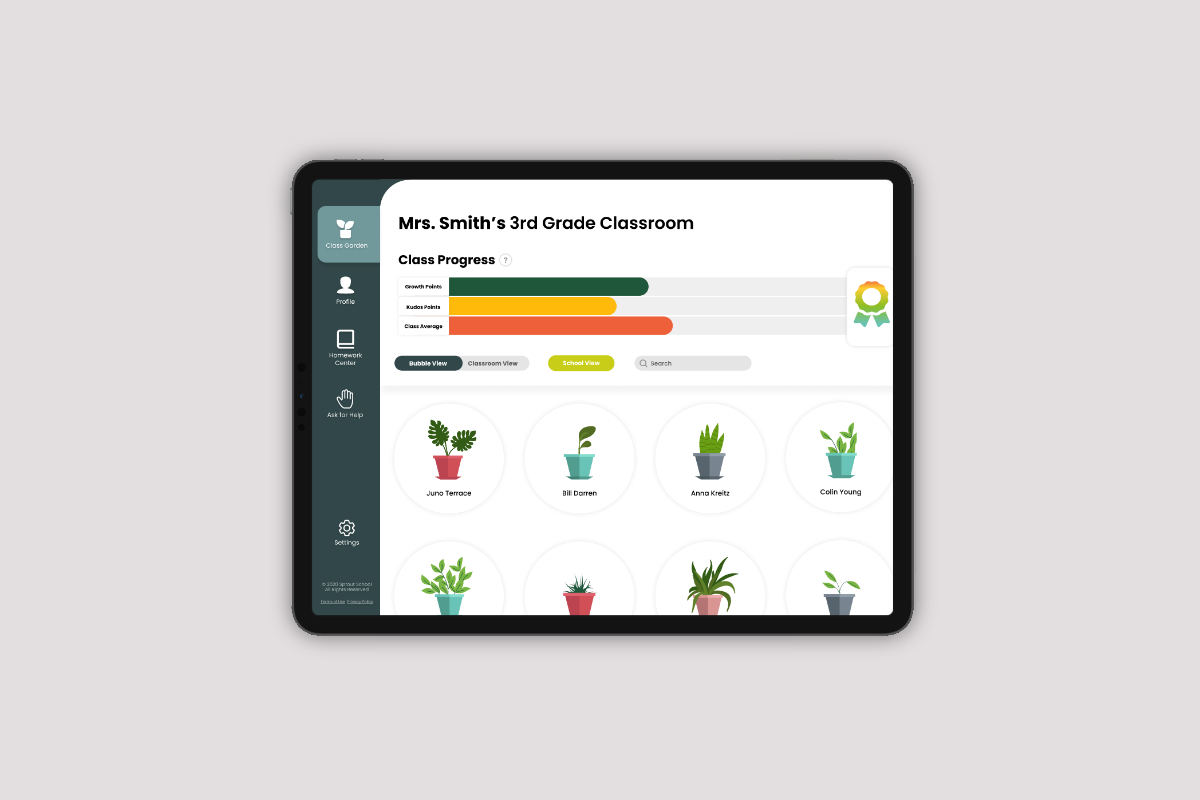 Mrs. Smith's 3rd Grade Classroom
Class Garden
Class Progress ?
Growth Points
Kudos Points
Class Average
Profile
Homework
Center
Bubble View
Classroom View
School View
Search
Ask for Help
Juno Terrace
Bill Darren
Anna Kreitz
Colin Young
Settings
© 2020 Sprout School
All Rights Reserved
Terms of Use Privacy Policy